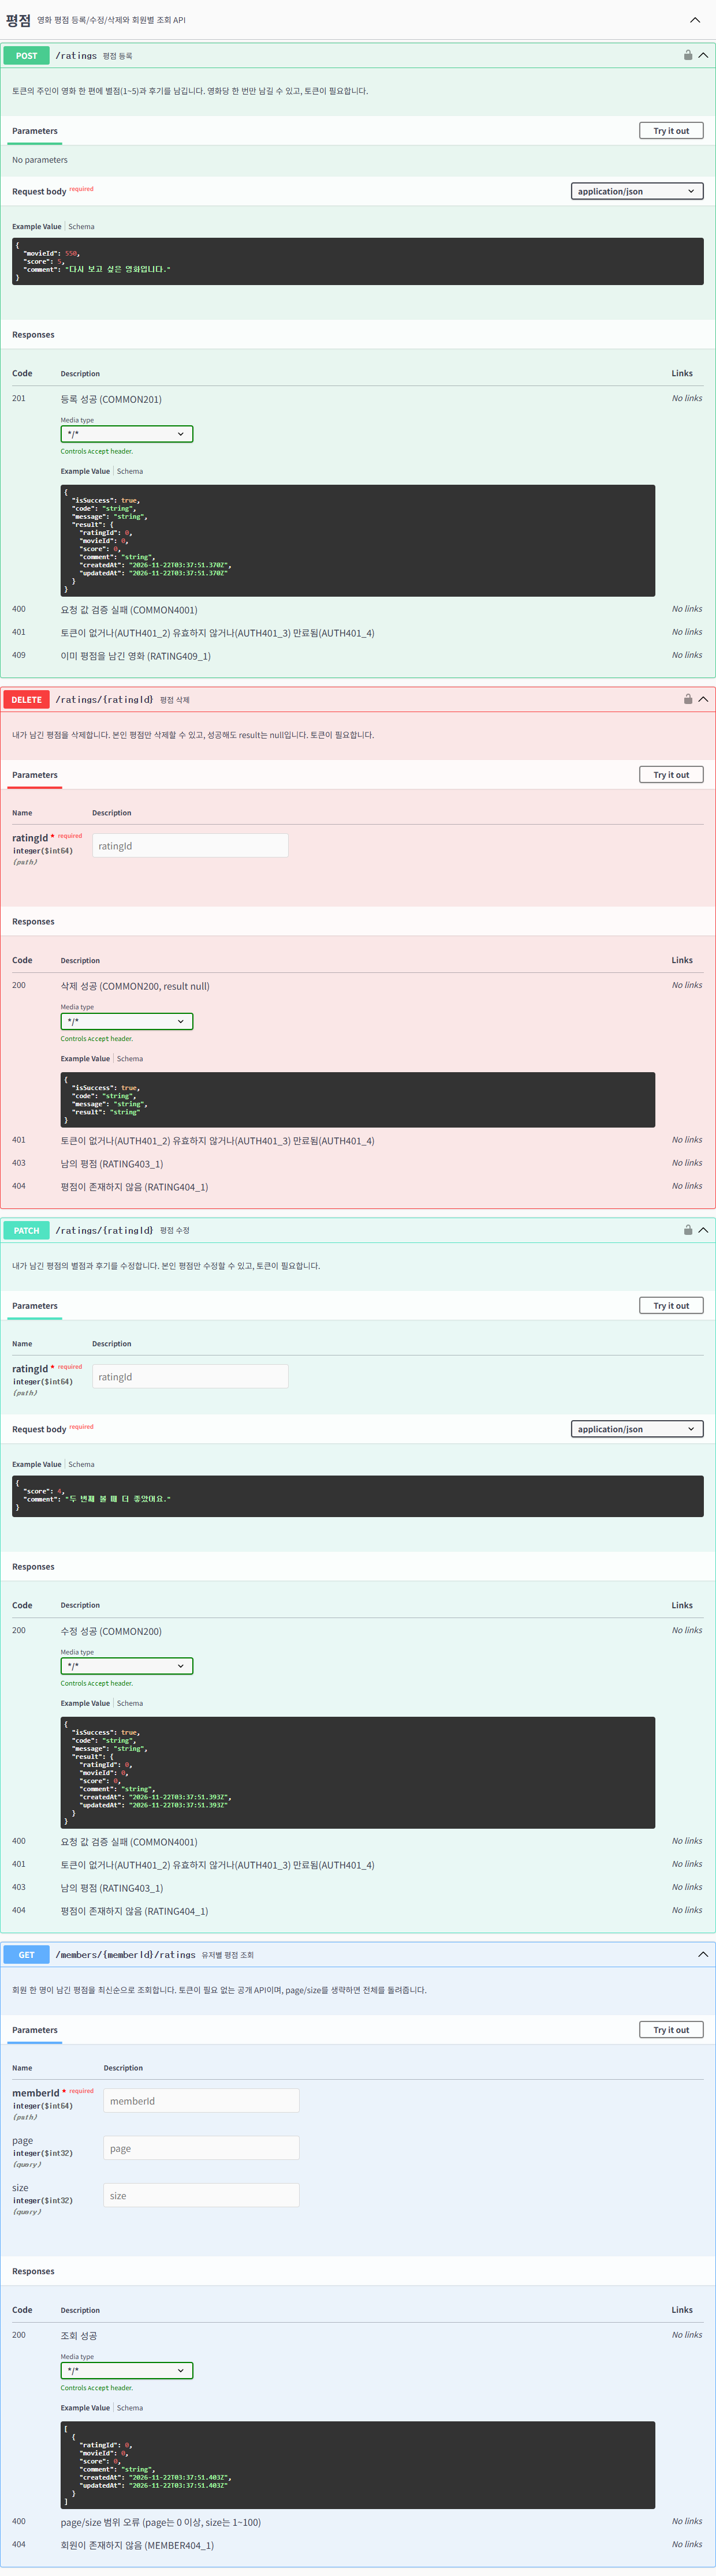 평점 영화 평점 등록/수정/삭제와 회원별 조회 API
POST /ratings 평점 등록
토큰의 주인이 영화 한 편에 별점(1~5)과 후기를 남깁니다. 영화당 한 번만 남길 수 있고, 토큰이 필요합니다.
Parameters Try it out
No parameters
Request body required application/json
Example Value Schema
{
"movieId": 550,
"score": 5,
"comment": "다시 보고 싶은 영화입니다."
}
Responses
Code Description Links
201 등록 성공 (COMMON201) No links
Media type
*/*
Controls Accept header.
Example Value Schema
{
"isSuccess": true,
"code": "string",
"message": "string",
"result": {
"ratingId": 0,
"movieId": 0,
"score": 0,
"comment": "string",
"createdAt": "2026-11-22T03:37:51.370Z",
"updatedAt": "2026-11-22T03:37:51.370Z"
}
}
400 요청 값 검증 실패 (COMMON4001) No links
401 토큰이 없거나(AUTH401_2) 유효하지 않거나(AUTH401_3) 만료됨(AUTH401_4) No links
409 이미 평점을 남긴 영화 (RATING409_1) No links
DELETE /ratings/{ratingId} 평점 삭제
내가 남긴 평점을 삭제합니다. 본인 평점만 삭제할 수 있고, 성공해도 result는 null입니다. 토큰이 필요합니다.
Parameters Try it out
Name Description
ratingId * required ratingId
integer($int64)
(path)
Responses
Code Description Links
200 삭제 성공 (COMMON200, result null) No links
Media type
*/*
Controls Accept header.
Example Value Schema
{
"isSuccess": true,
"code": "string",
"message": "string",
"result": "string"
}
401 토큰이 없거나(AUTH401_2) 유효하지 않거나(AUTH401_3) 만료됨(AUTH401_4) No links
403 남의 평점 (RATING403_1) No links
404 평점이 존재하지 않음 (RATING404_1) No links
PATCH /ratings/{ratingId} 평점 수정
내가 남긴 평점의 별점과 후기를 수정합니다. 본인 평점만 수정할 수 있고, 토큰이 필요합니다.
Parameters Try it out
Name Description
ratingId * required ratingId
integer($int64)
(path)
Request body required application/json
Example Value Schema
{
"score": 4,
"comment": "두 번째 볼 때 더 좋았어요."
}
Responses
Code Description Links
200 수정 성공 (COMMON200) No links
Media type
*/*
Controls Accept header.
Example Value Schema
{
"isSuccess": true,
"code": "string",
"message": "string",
"result": {
"ratingId": 0,
"movieId": 0,
"score": 0,
"comment": "string",
"createdAt": "2026-11-22T03:37:51.393Z",
"updatedAt": "2026-11-22T03:37:51.393Z"
}
}
400 요청 값 검증 실패 (COMMON4001) No links
401 토큰이 없거나(AUTH401_2) 유효하지 않거나(AUTH401_3) 만료됨(AUTH401_4) No links
403 남의 평점 (RATING403_1) No links
404 평점이 존재하지 않음 (RATING404_1) No links
GET /members/{memberId}/ratings 유저별 평점 조회
회원 한 명이 남긴 평점을 최신순으로 조회합니다. 토큰이 필요 없는 공개 API이며, page/size를 생략하면 전체를 돌려줍니다.
Parameters Try it out
Name Description
memberId * required memberId
integer($int64)
(path)
page page
integer($int32)
(query)
size size
integer($int32)
(query)
Responses
Code Description Links
200 조회 성공 No links
Media type
*/*
Controls Accept header.
Example Value Schema
[
{
"ratingId": 0,
"movieId": 0,
"score": 0,
"comment": "string",
"createdAt": "2026-11-22T03:37:51.403Z",
"updatedAt": "2026-11-22T03:37:51.403Z"
}
]
400 page/size 범위 오류 (page는 0 이상, size는 1~100) No links
404 회원이 존재하지 않음 (MEMBER404_1) No links